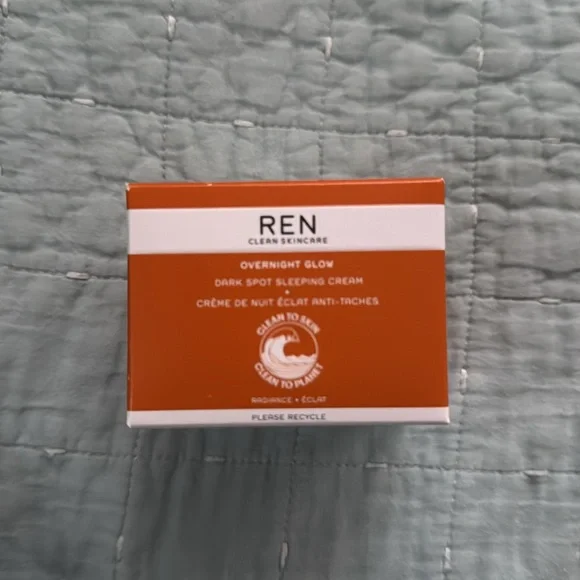 REN
CLEAN SKINCARE
OVERNIGHT GLOW
DARK SPOT SLEEPING CREAM
•
CRÈME DE NUIT ÉCLAT ANTI-TACHES
CLEAN TO SKIN
CLEAN TO PLANET
RADIANCE • ÉCLAT
PLEASE RECYCLE